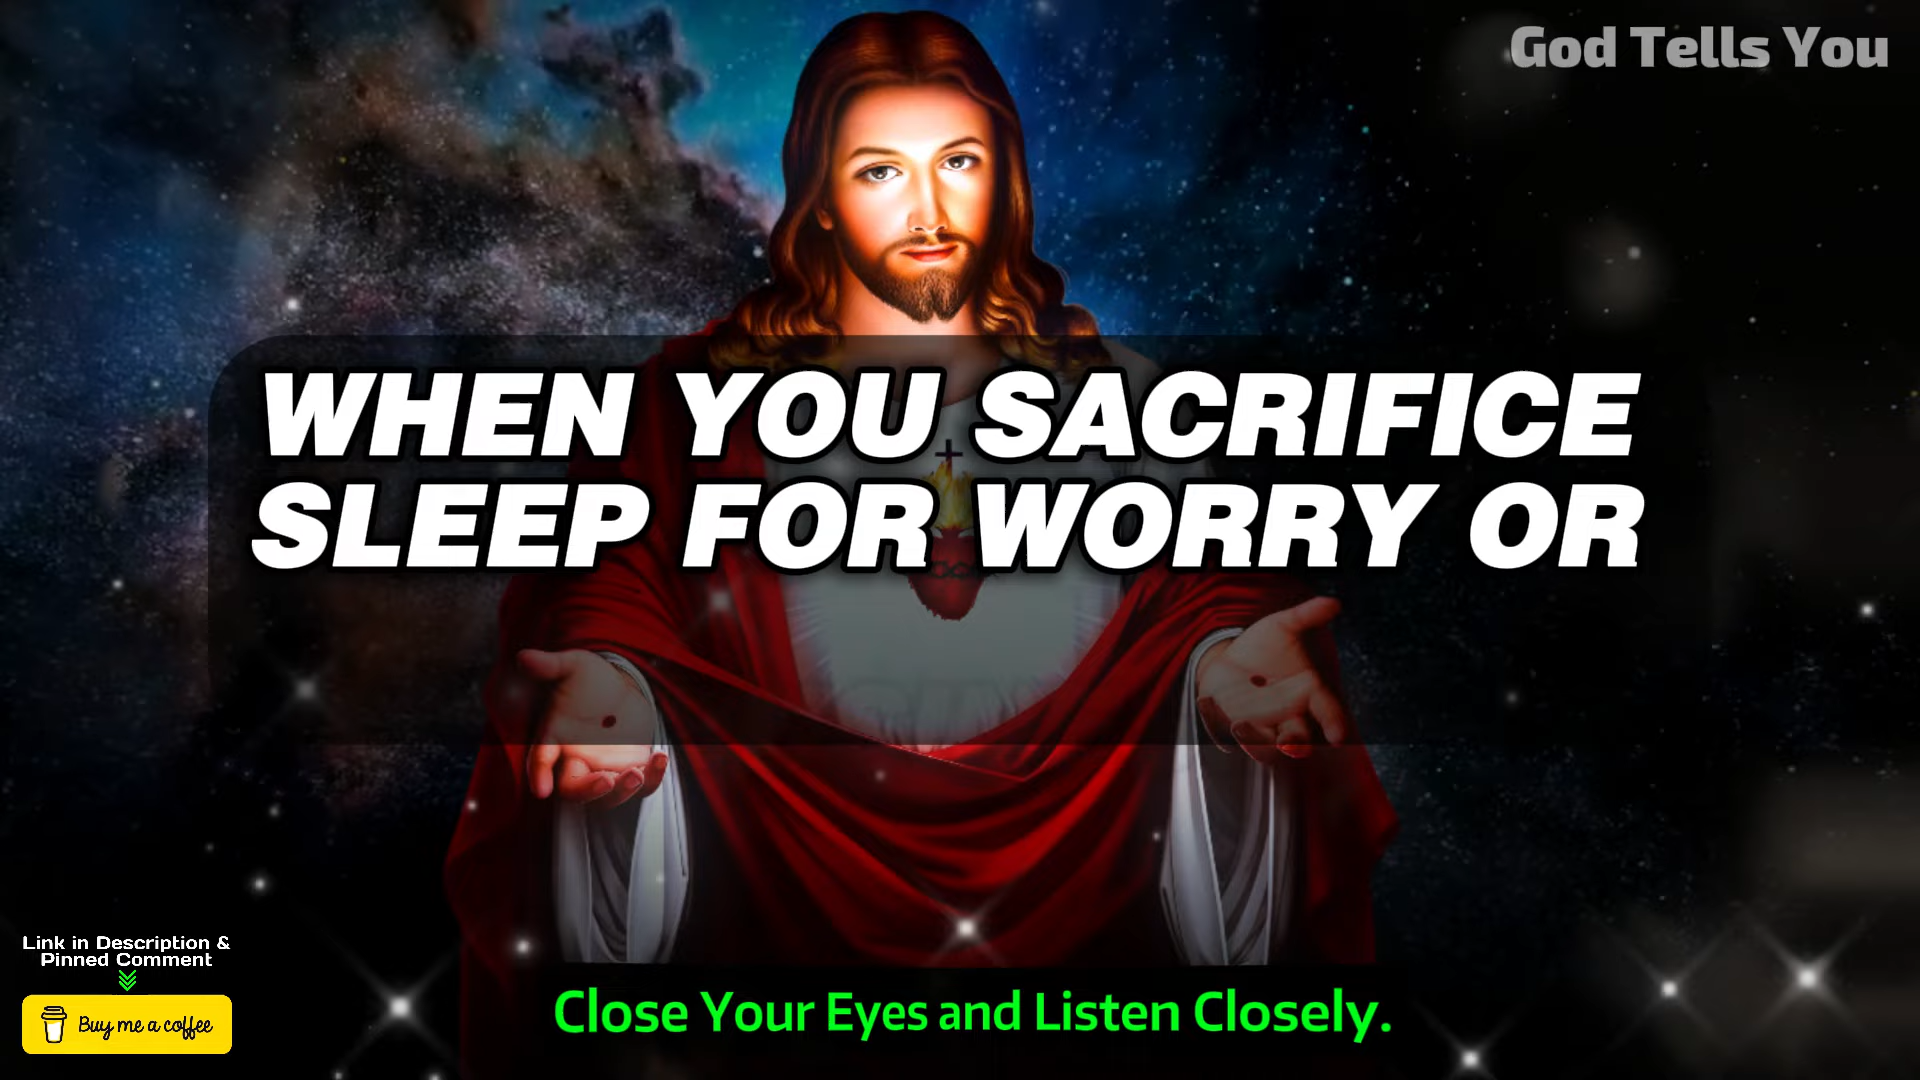 God Tells You
WHEN YOU SACRIFICE
SLEEP FOR WORRY OR
Link in Description &
Pinned Comment
Buy me a coffee
Close Your Eyes and Listen Closely.